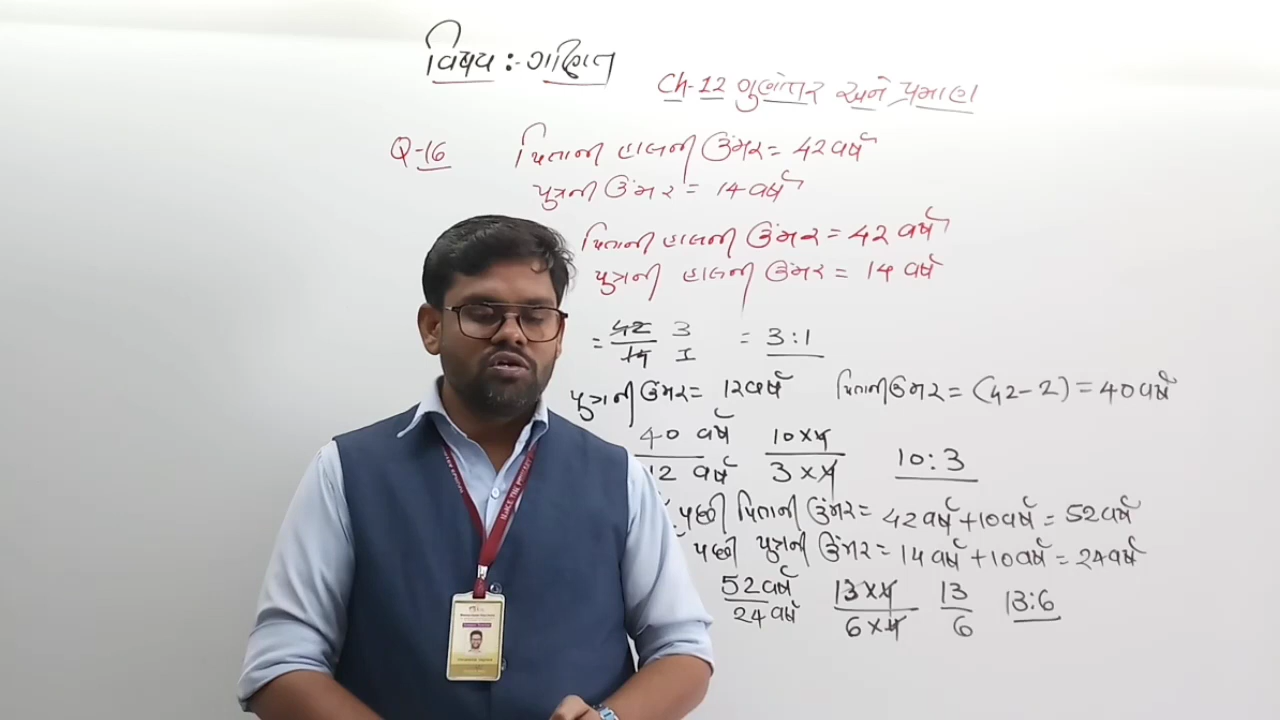 વિષય :- ગણિત
Ch-12 ગુણોત્તર અને પ્રમાણ
Q-16 પિતાની હાલની ઉંમર = 42 વર્ષ
પુત્રની ઉંમર = 14 વર્ષ
પિતાની હાલની ઉંમર = 42 વર્ષ
પુત્રની હાલની ઉંમર = 14 વર્ષ
= 42/14 3/1 = 3:1
પુત્રની ઉંમર = 12 વર્ષ પિતાની ઉંમર = (42-2) = 40 વર્ષ
40 વર્ષ/12 વર્ષ 10×4/3×4 10:3
પછી પિતાની ઉંમર = 42 વર્ષ + 10 વર્ષ = 52 વર્ષ
પછી પુત્રની ઉંમર = 14 વર્ષ + 10 વર્ષ = 24 વર્ષ
52 વર્ષ/24 વર્ષ 13×4/6×4 13/6 13:6